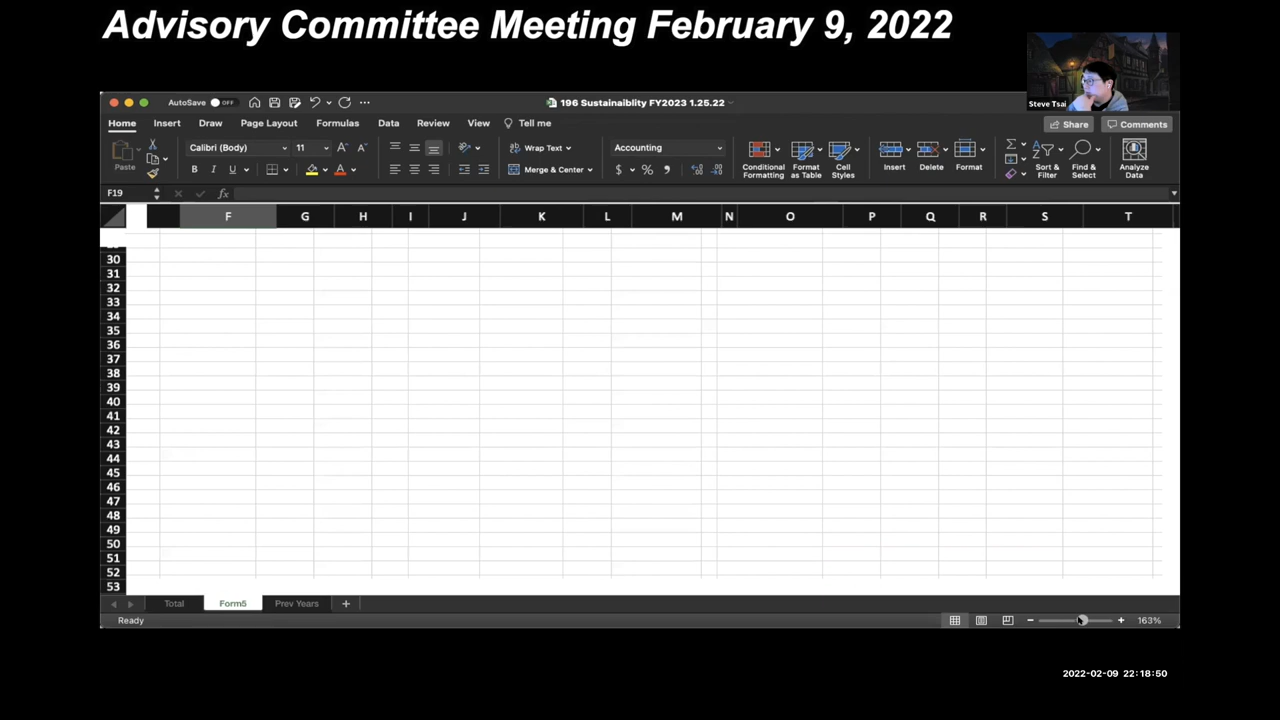 Advisory Committee Meeting February 9, 2022
Steve Tsai
AutoSave OFF
196 Sustainaiblity FY2023 1.25.22
Home Insert Draw Page Layout Formulas Data Review View Tell me
Share Comments
Paste
Calibri (Body) 11
Wrap Text
Accounting
B I U
Merge & Center
$ % 9
Conditional Formatting
Format as Table
Cell Styles
Insert
Delete
Format
Sort & Filter
Find & Select
Analyze Data
F19
fx
F G H I J K L M N O P Q R S T
30
31
32
33
34
35
36
37
38
39
40
41
42
43
44
45
46
47
48
49
50
51
52
53
Total Form5 Prev Years
Ready
163%
2022-02-09 22:18:50